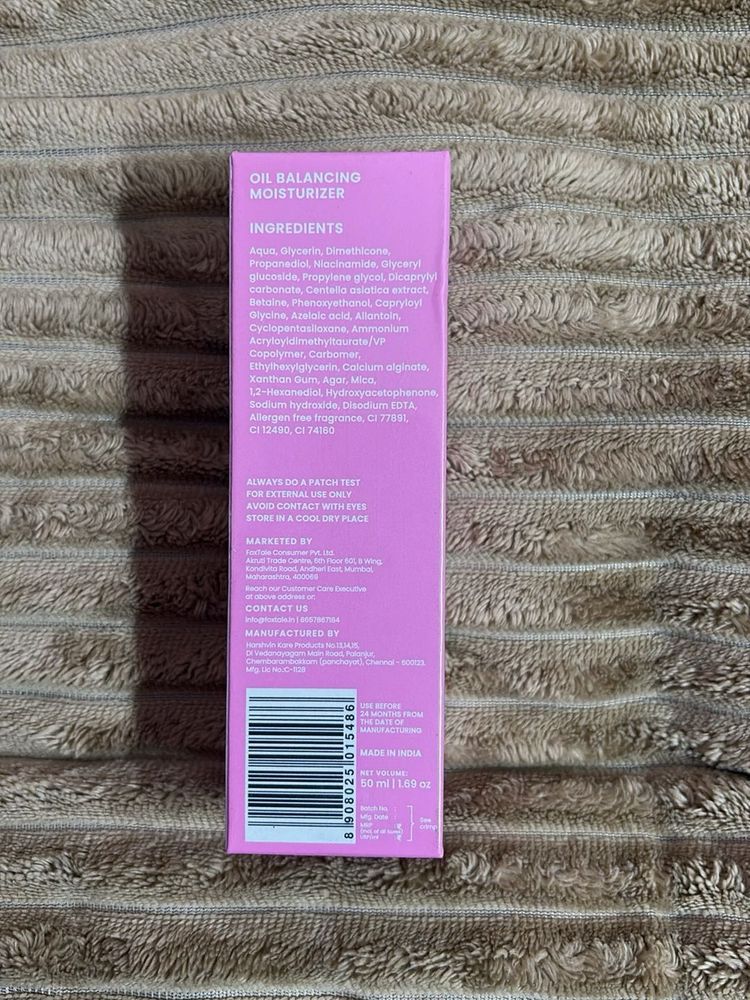 OIL BALANCING
MOISTURIZER
INGREDIENTS
Aqua, Glycerin, Dimethicone,
Propanediol, Niacinamide, Glyceryl
glucoside, Propylene glycol, Dicaprylyl
carbonate, Centella asiatica extract,
Betaine, Phenoxyethanol, Capryloyl
Glycine, Azelaic acid, Allantoin,
Cyclopentasiloxane, Ammonium
Acryloyldimethyltaurate/VP
Copolymer, Carbomer,
Ethylhexylglycerin, Calcium alginate,
Xanthan Gum, Agar, Mica,
1,2-Hexanediol, Hydroxyacetophenone,
Sodium hydroxide, Disodium EDTA,
Allergen free fragrance, CI 77891,
CI 12490, CI 74160
ALWAYS DO A PATCH TEST
FOR EXTERNAL USE ONLY
AVOID CONTACT WITH EYES
STORE IN A COOL DRY PLACE
MARKETED BY
FoxTale Consumer Pvt. Ltd.
Akruti Trade Centre, 6th Floor 601, B Wing,
Kondivita Road, Andheri East, Mumbai,
Maharashtra, 400069
Reach our Customer Care Executive
at above address or:
CONTACT US
info@foxtale.in | 8657867184
MANUFACTURED BY
Harshvin Kare Products No.13,14,15,
DI Vedanayagam Main Road, Palanjur,
Chembarambakkam (panchayat), Chennai - 600123.
Mfg. Lic No.:C-1128
8 908025 015486
USE BEFORE
24 MONTHS FROM
THE DATE OF
MANUFACTURING
MADE IN INDIA
NET VOLUME:
50 ml | 1.69 oz
Batch No. :
Mfg. Date :
MRP : ₹
(Incl. of all taxes)
USP/ml : ₹
See
crimp